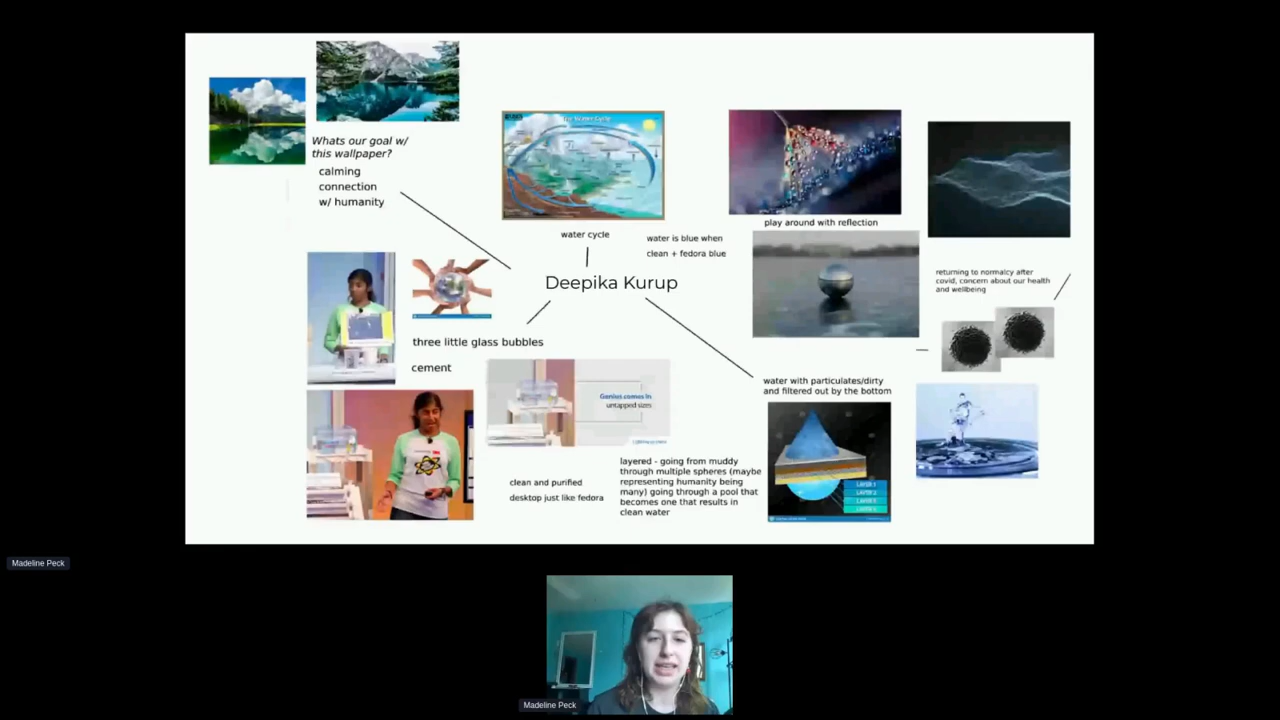 Whats our goal w/
this wallpaper?
calming
connection
w/ humanity
The Water Cycle
water cycle
water is blue when
clean + fedora blue
play around with reflection
returning to normalcy after
covid, concern about our health
and wellbeing
Deepika Kurup
three little glass bubbles
cement
Genius comes in
untapped sizes
clean and purified
desktop just like fedora
layered - going from muddy
through multiple spheres (maybe
representing humanity being
many) going through a pool that
becomes one that results in
clean water
water with particulates/dirty
and filtered out by the bottom
LAYER 1
LAYER 2
Madeline Peck
Madeline Peck